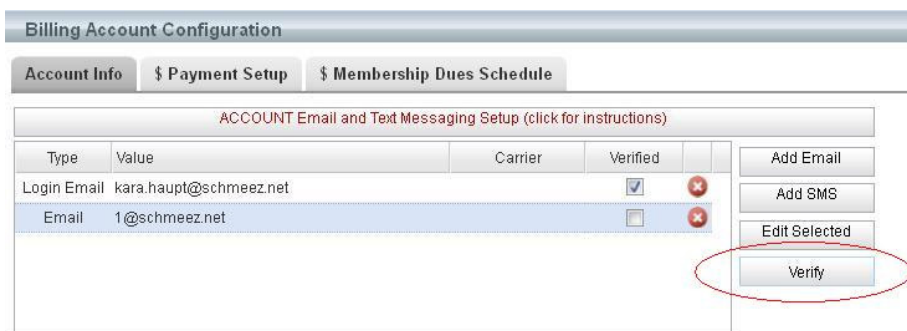 Billing Account Configuration
Account Info $ Payment Setup $ Membership Dues Schedule
ACCOUNT Email and Text Messaging Setup (click for instructions)
Type Value Carrier Verified
Login Email kara.haupt@schmeez.net
Email 1@schmeez.net
Add Email
Add SMS
Edit Selected
Verify